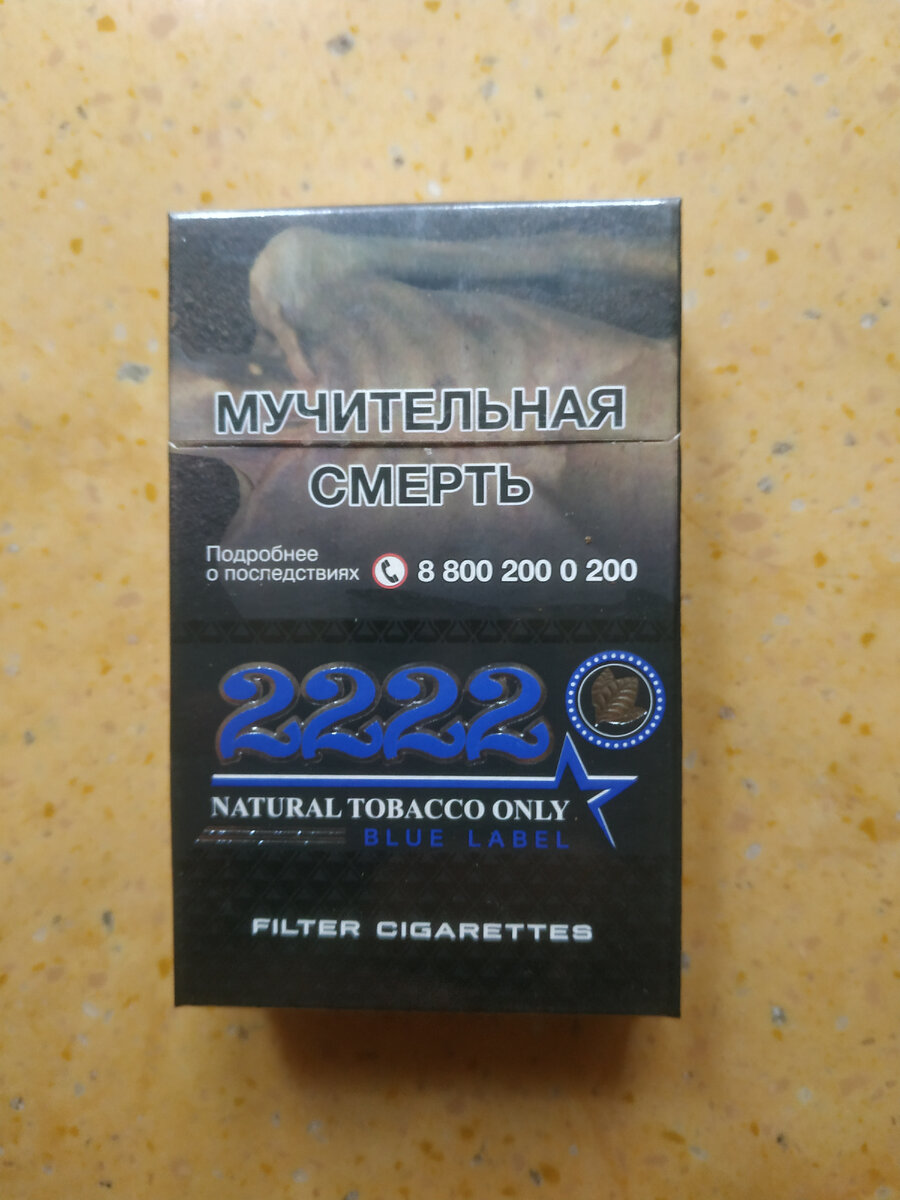 МУЧИТЕЛЬНАЯ
СМЕРТЬ
Подробнее
о последствиях 8 800 200 0 200
2222
NATURAL TOBACCO ONLY
BLUE LABEL
FILTER CIGARETTES